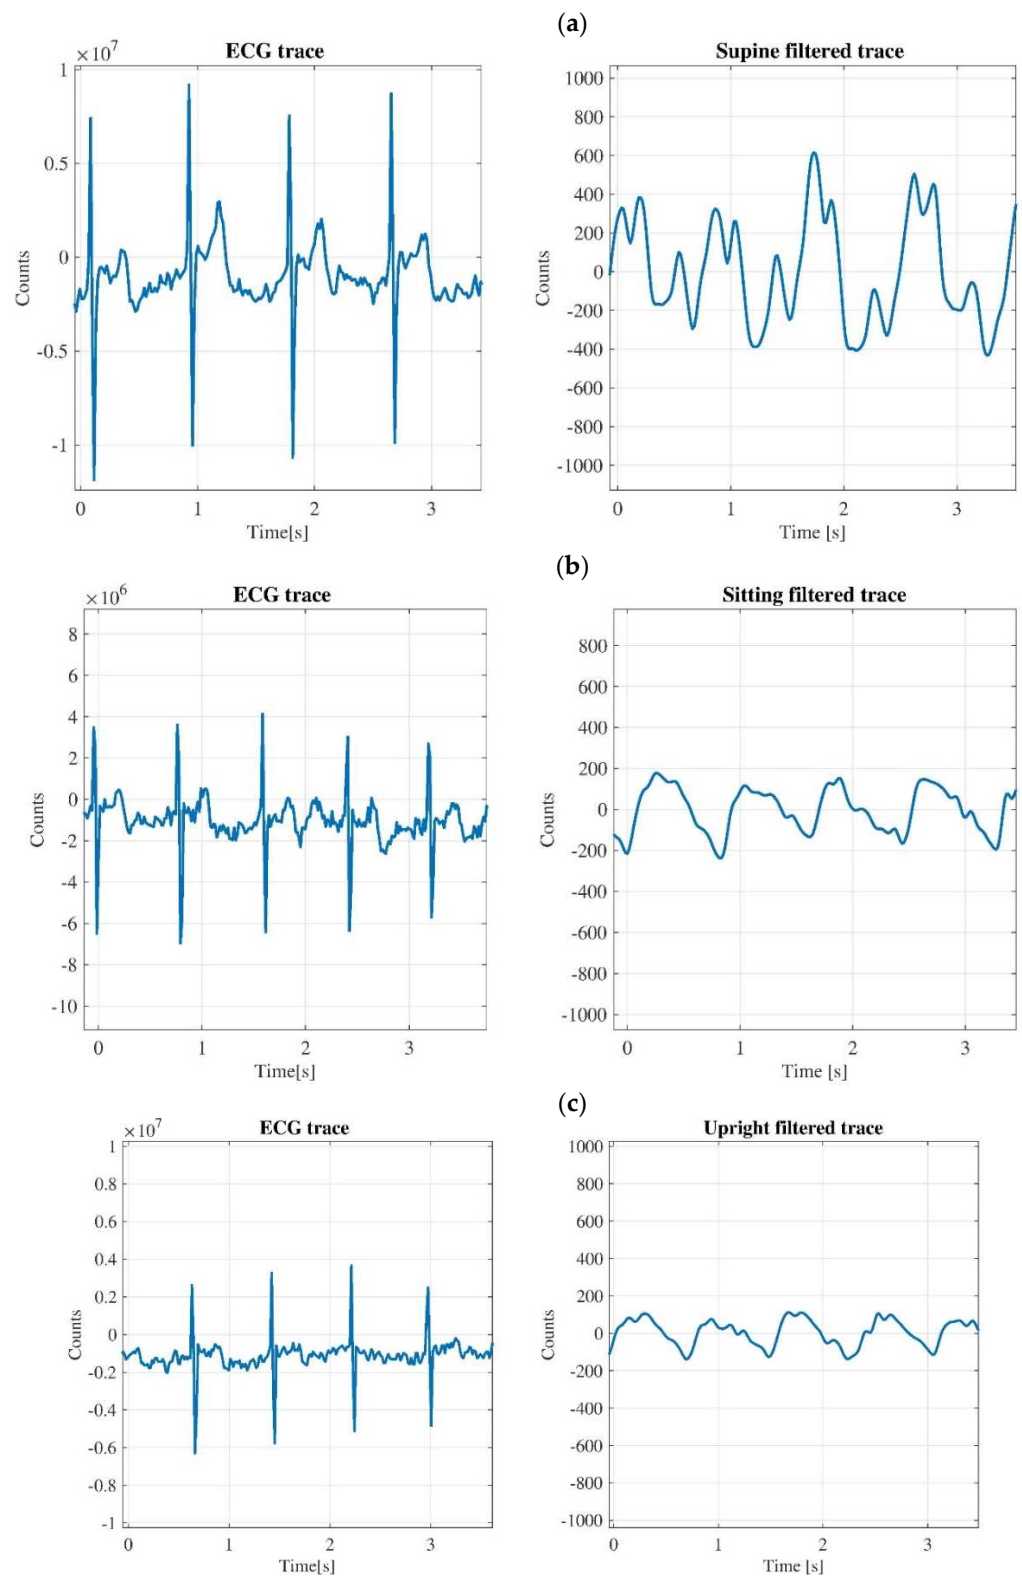 (a)
ECG trace
×10⁷
1
0.5
0
-0.5
-1
Counts
0 1 2 3
Time[s]
Supine filtered trace
1000
800
600
400
200
0
-200
-400
-600
-800
-1000
Counts
0 1 2 3
Time [s]
(b)
ECG trace
×10⁶
8
6
4
2
0
-2
-4
-6
-8
-10
Counts
0 1 2 3
Time[s]
Sitting filtered trace
800
600
400
200
0
-200
-400
-600
-800
-1000
Counts
0 1 2 3
Time [s]
(c)
ECG trace
×10⁷
1
0.8
0.6
0.4
0.2
0
-0.2
-0.4
-0.6
-0.8
-1
Counts
0 1 2 3
Time[s]
Upright filtered trace
1000
800
600
400
200
0
-200
-400
-600
-800
-1000
Counts
0 1 2 3
Time [s]